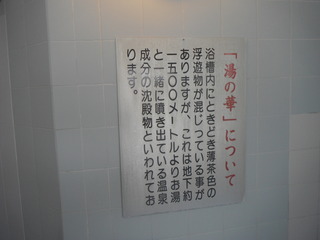 「湯の華」について
浴槽内にときどき薄茶色の
浮遊物が混じっている事が
ありますが、これは地下約
一五〇〇メートルよりお湯
と一緒に噴き出ている温泉
成分の沈殿物といわれてお
ります。